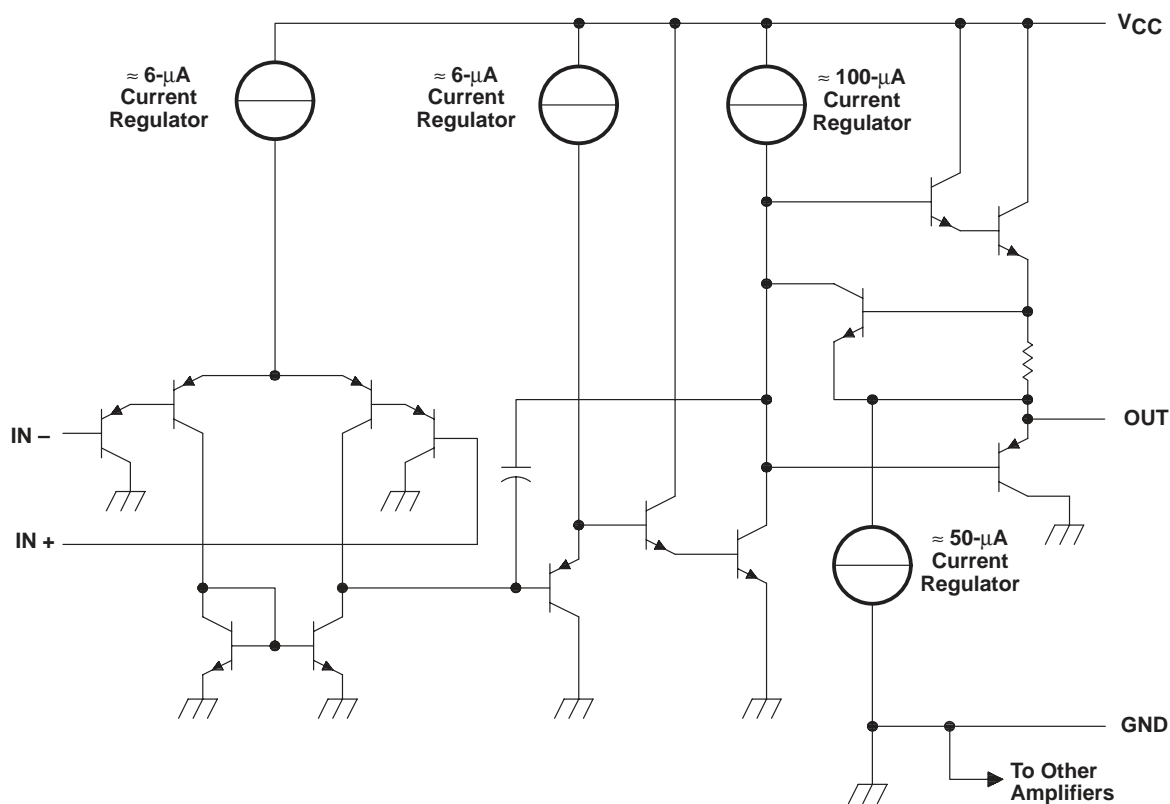 VCC
≈ 6-µA
Current
Regulator
≈ 6-µA
Current
Regulator
≈ 100-µA
Current
Regulator
IN –
OUT
IN +
≈ 50-µA
Current
Regulator
GND
To Other
Amplifiers